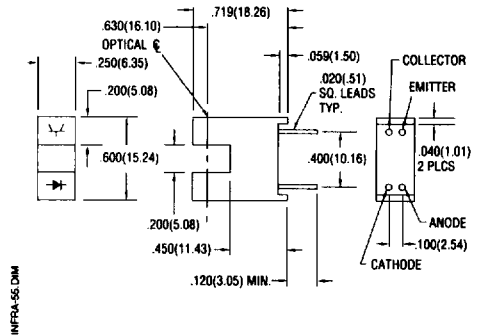 .719(18.26)
.630(16.10)
OPTICAL ℄
.250(6.35)
.200(5.08)
.059(1.50)
.020(.51)
SQ. LEADS
TYP.
COLLECTOR
EMITTER
.600(15.24)
.400(10.16)
.040(1.01)
2 PLCS
.200(5.08)
.450(11.43)
ANODE
.100(2.54)
CATHODE
.120(3.05) MIN.
INFRA-55.DIM